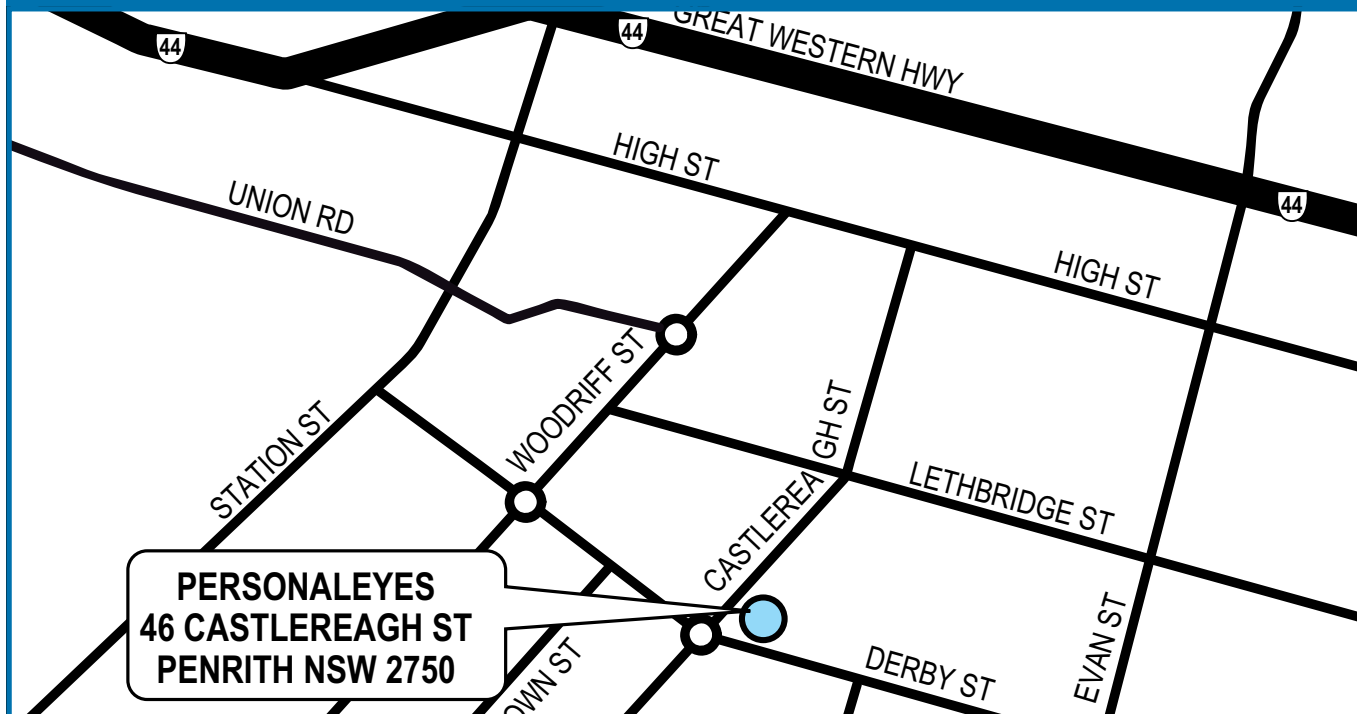 44
44
GREAT WESTERN HWY
44
HIGH ST
HIGH ST
UNION RD
WOODRIFF ST
STATION ST
CASTLEREA GH ST
LETHBRIDGE ST
PERSONALEYES
46 CASTLEREAGH ST
PENRITH NSW 2750
DERBY ST
EVAN ST
OWN ST